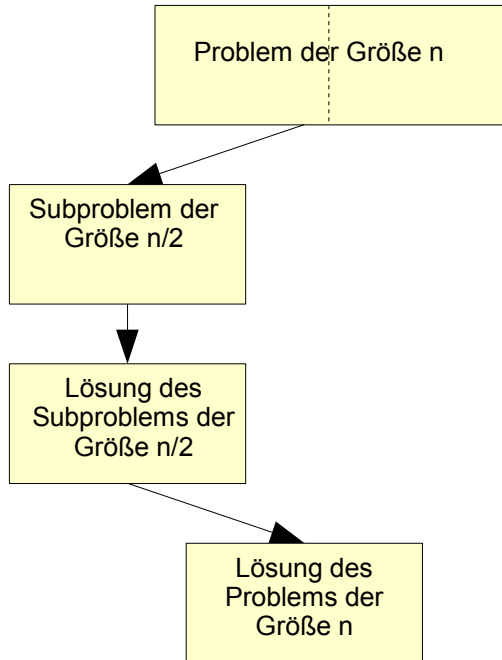 Problem der Größe n
Subproblem der
Größe n/2
Lösung des
Subproblems der
Größe n/2
Lösung des
Problems der
Größe n